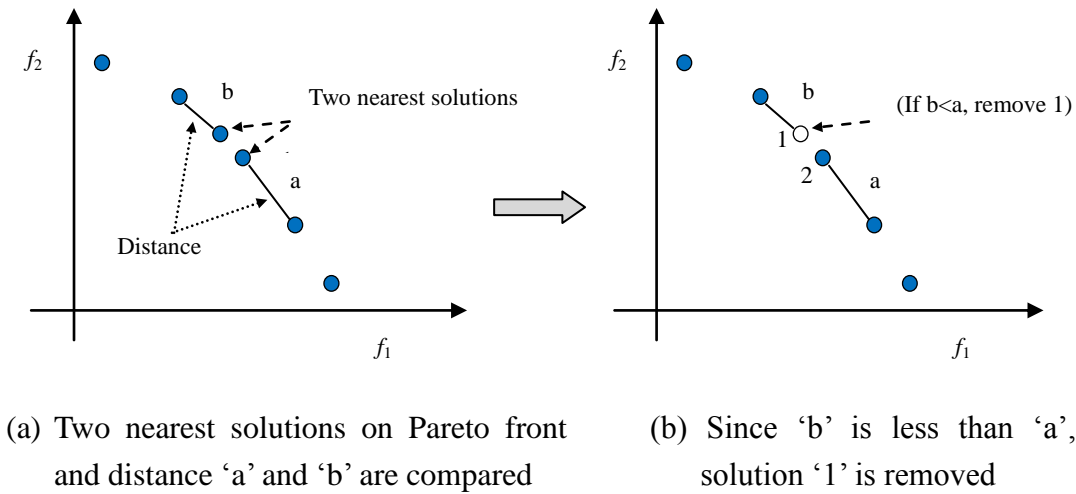 f2
b
Two nearest solutions
a
Distance
f1
f2
b
(If b<a, remove 1)
1
2
a
f1
(a) Two nearest solutions on Pareto front
and distance ‘a’ and ‘b’ are compared
(b) Since ‘b’ is less than ‘a’,
solution ‘1’ is removed